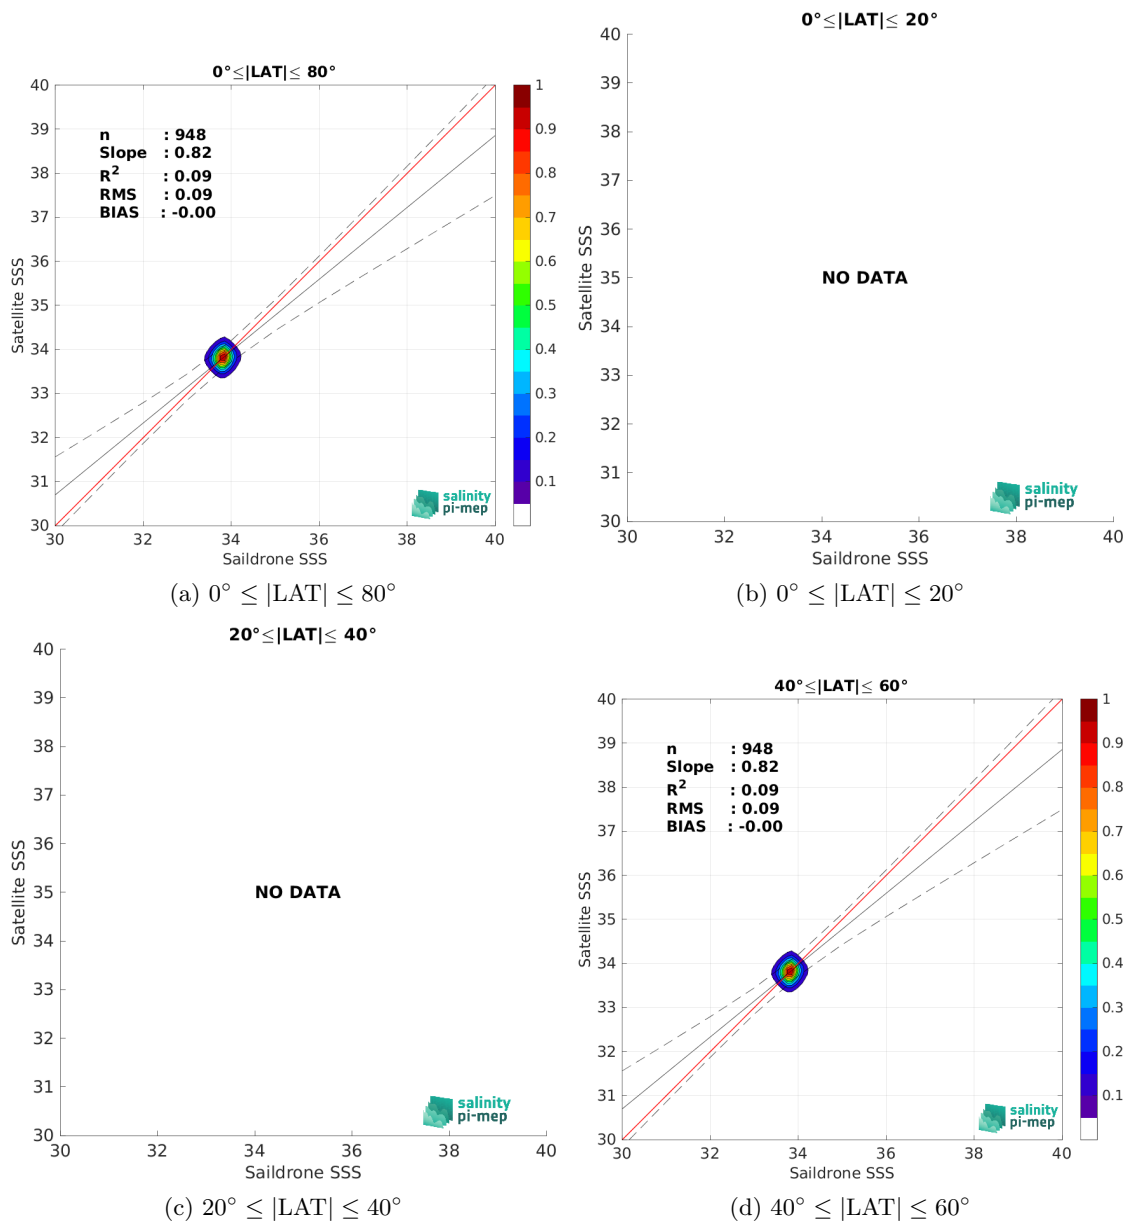 0°≤|LAT|≤ 80°
40
39
38
37
36
35
34
33
32
31
30
30
32
34
36
38
40
Satellite SSS
Saildrone SSS
n : 948
Slope : 0.82
R² : 0.09
RMS : 0.09
BIAS : -0.00
1
0.9
0.8
0.7
0.6
0.5
0.4
0.3
0.2
0.1
salinity
pi-mep
(a) 0° ≤ |LAT| ≤ 80°
0°≤|LAT|≤ 20°
40
39
38
37
36
35
34
33
32
31
30
30
32
34
36
38
40
Satellite SSS
Saildrone SSS
NO DATA
salinity
pi-mep
(b) 0° ≤ |LAT| ≤ 20°
20°≤|LAT|≤ 40°
40
39
38
37
36
35
34
33
32
31
30
30
32
34
36
38
40
Satellite SSS
Saildrone SSS
NO DATA
salinity
pi-mep
(c) 20° ≤ |LAT| ≤ 40°
40°≤|LAT|≤ 60°
40
39
38
37
36
35
34
33
32
31
30
30
32
34
36
38
40
Satellite SSS
Saildrone SSS
n : 948
Slope : 0.82
R² : 0.09
RMS : 0.09
BIAS : -0.00
1
0.9
0.8
0.7
0.6
0.5
0.4
0.3
0.2
0.1
salinity
pi-mep
(d) 40° ≤ |LAT| ≤ 60°